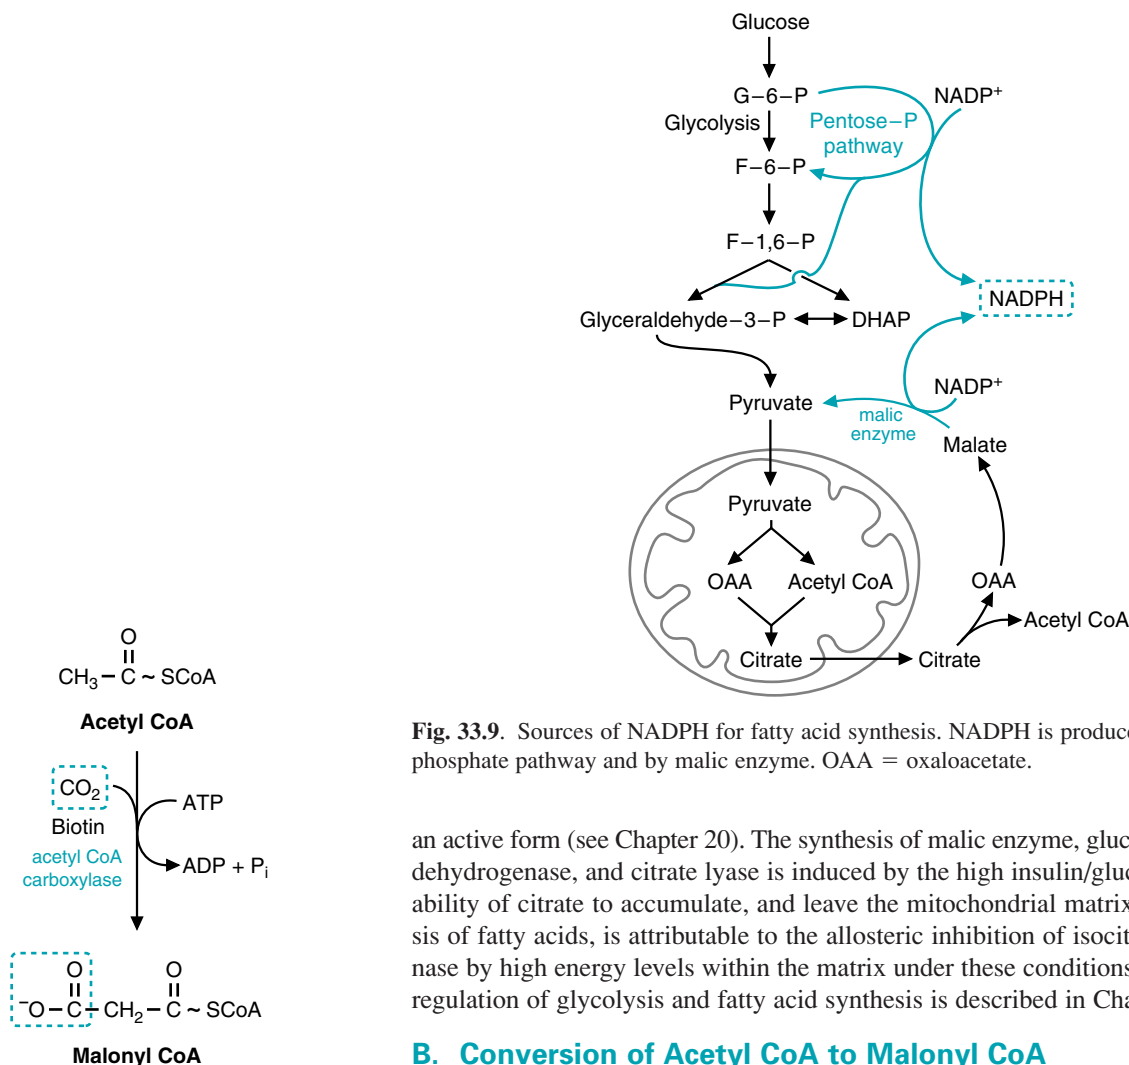 Glucose
G–6–P
NADP⁺
Glycolysis
Pentose–P
pathway
F–6–P
F–1,6–P
NADPH
Glyceraldehyde–3–P
DHAP
Pyruvate
NADP⁺
malic
enzyme
Malate
Pyruvate
OAA
Acetyl CoA
OAA
Acetyl CoA
Citrate
Citrate
Fig. 33.9. Sources of NADPH for fatty acid synthesis. NADPH is produce
phosphate pathway and by malic enzyme. OAA = oxaloacetate.
O
CH₃ – C ~ SCoA
Acetyl CoA
CO₂
ATP
Biotin
acetyl CoA
carboxylase
ADP + Pᵢ
O O
⁻O – C – CH₂ – C ~ SCoA
Malonyl CoA
an active form (see Chapter 20). The synthesis of malic enzyme, gluc
dehydrogenase, and citrate lyase is induced by the high insulin/gluc
ability of citrate to accumulate, and leave the mitochondrial matrix
sis of fatty acids, is attributable to the allosteric inhibition of isocit
nase by high energy levels within the matrix under these conditions
regulation of glycolysis and fatty acid synthesis is described in Cha
B. Conversion of Acetyl CoA to Malonyl CoA